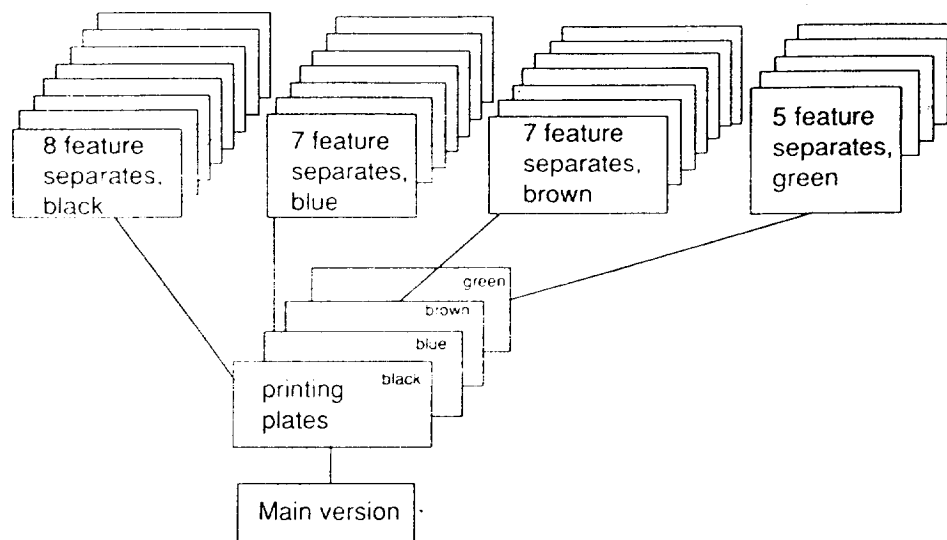 8 feature
separates,
black
7 feature
separates,
blue
7 feature
separates,
brown
5 feature
separates,
green
green
brown
blue
black
printing
plates
Main version